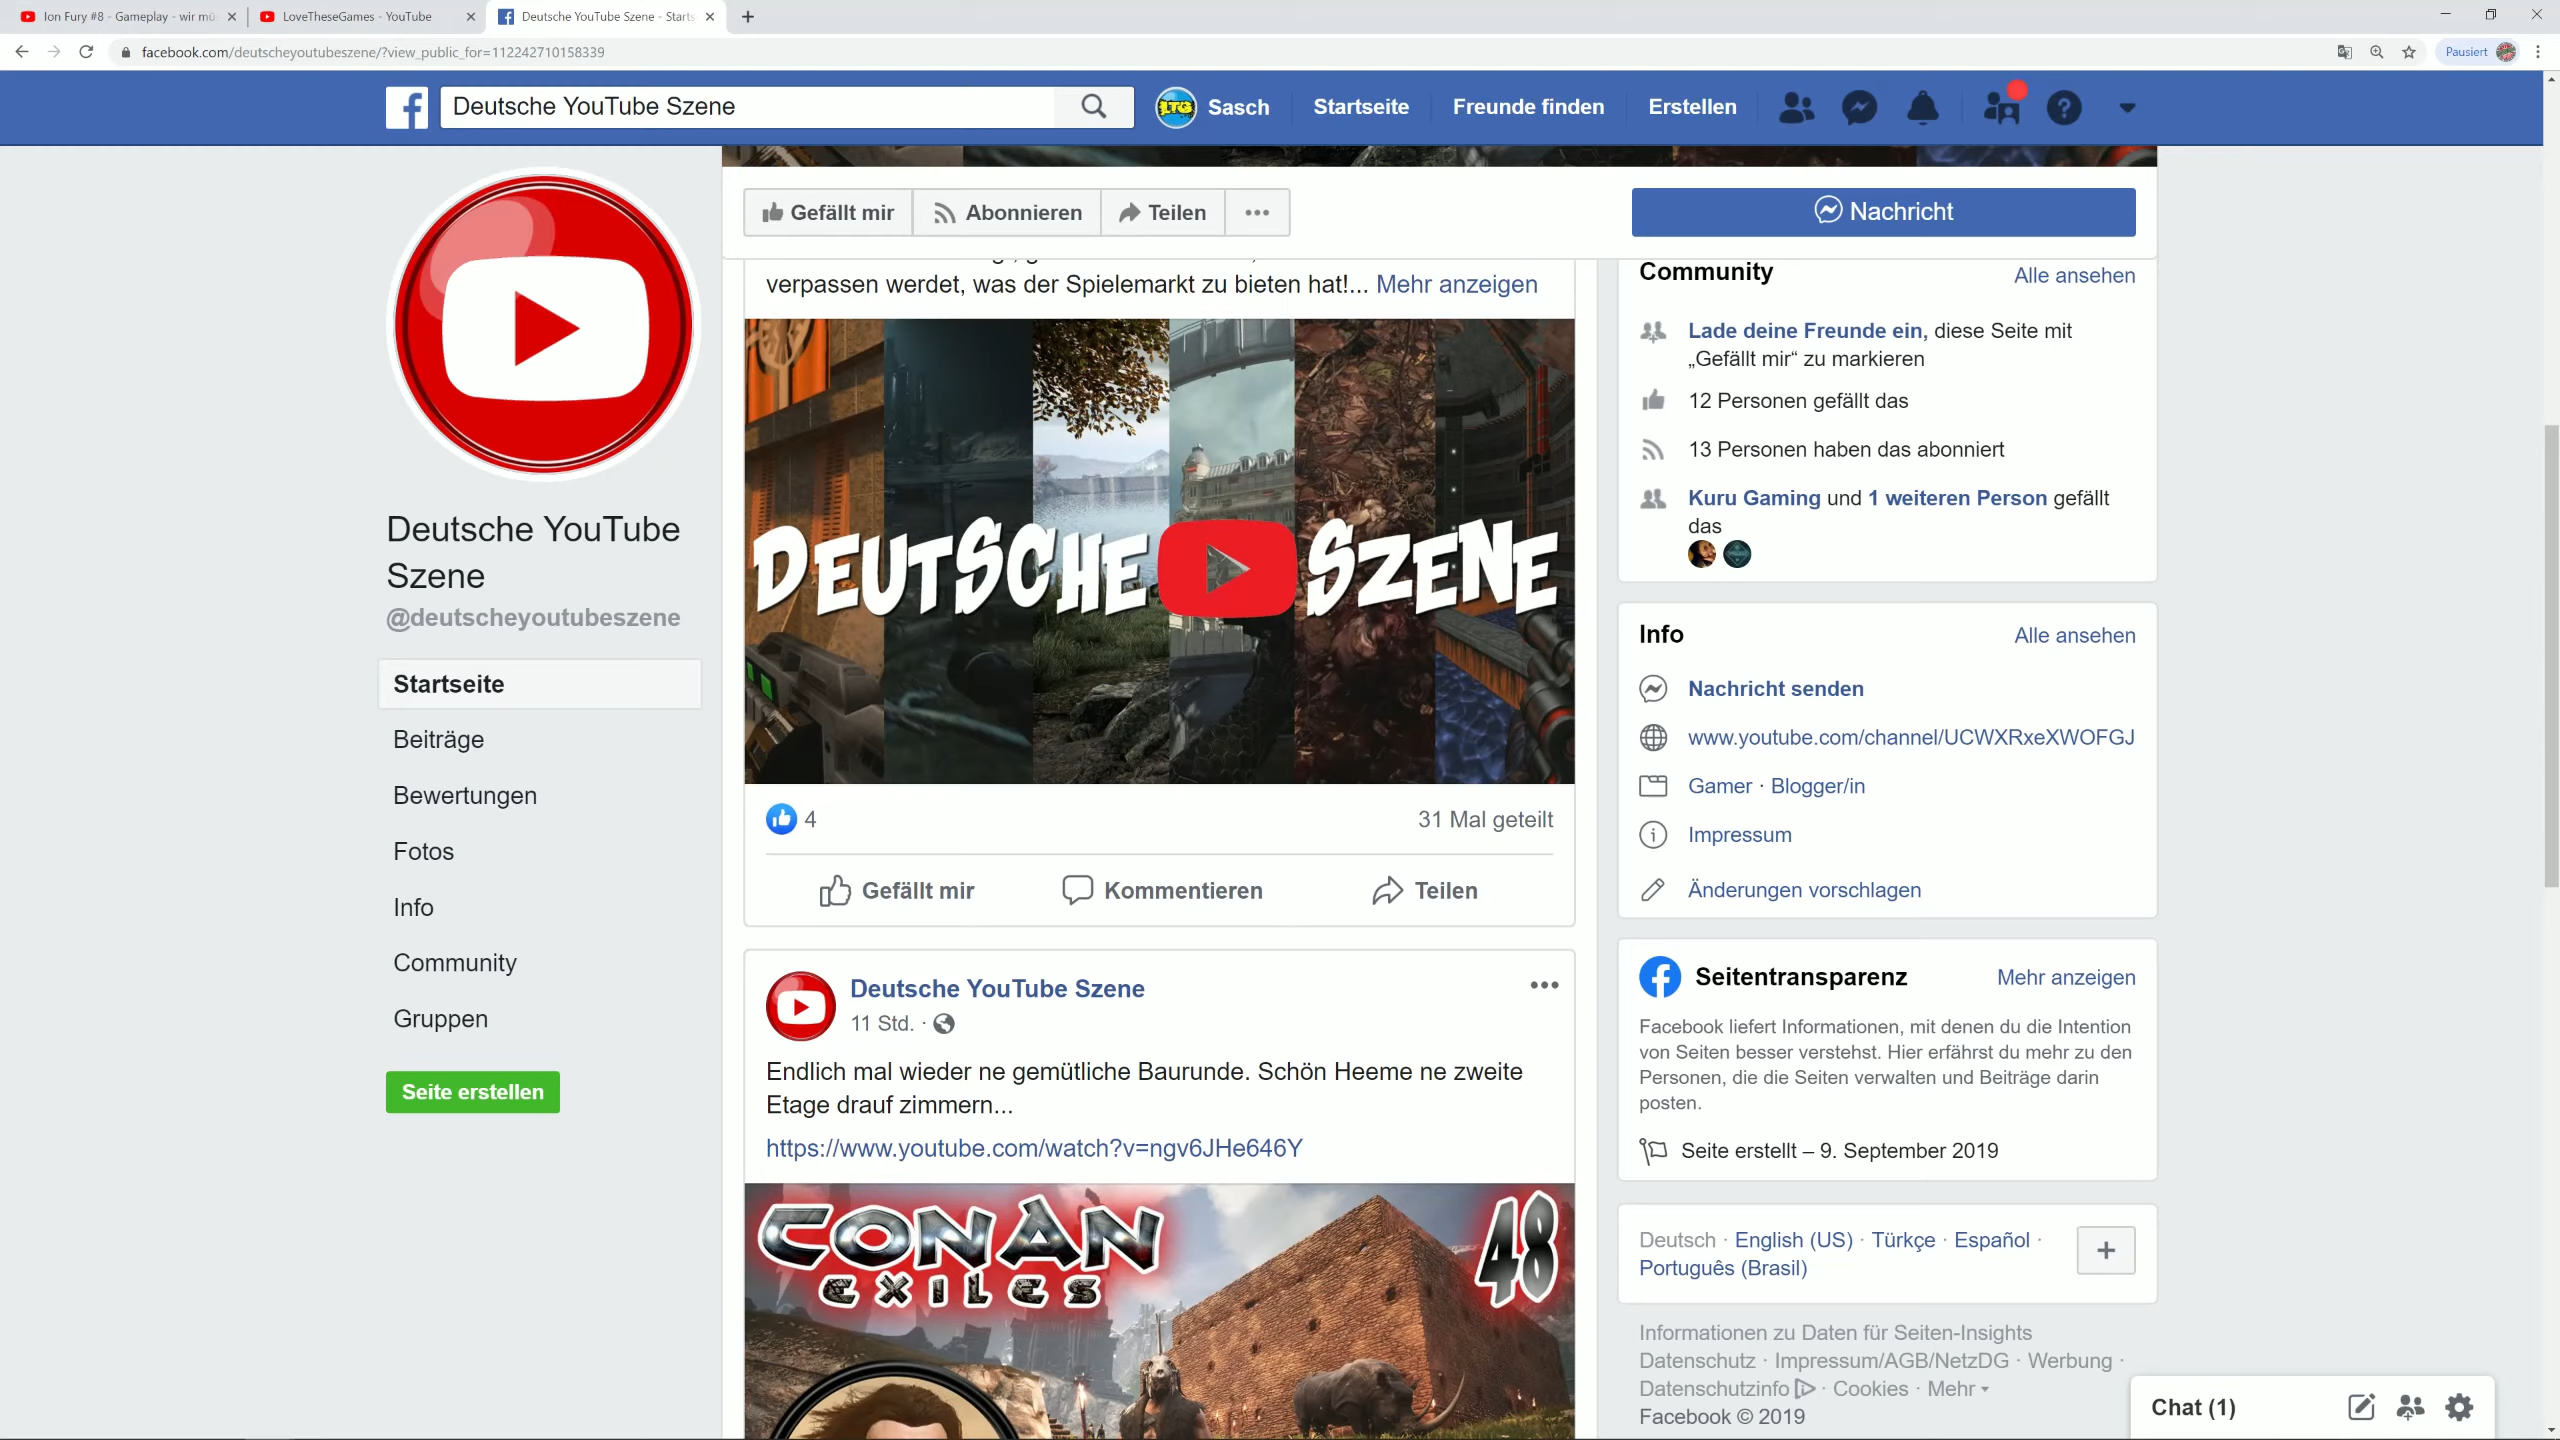 Ion Fury #8 - Gameplay - wir mü
LoveTheseGames - YouTube
Deutsche YouTube Szene - Starts
facebook.com/deutscheyoutubeszene/?view_public_for=112242710158339
Pausiert
Deutsche YouTube Szene
LTG
Sasch
Startseite
Freunde finden
Erstellen
Gefällt mir
Abonnieren
Teilen
Nachricht
verpassen werdet, was der Spielemarkt zu bieten hat!... Mehr anzeigen
DEUTSCHE SZENE
4
31 Mal geteilt
Gefällt mir
Kommentieren
Teilen
Deutsche YouTube
Szene
@deutscheyoutubeszene
Startseite
Beiträge
Bewertungen
Fotos
Info
Community
Gruppen
Seite erstellen
Deutsche YouTube Szene
11 Std. ·
Endlich mal wieder ne gemütliche Baurunde. Schön Heeme ne zweite
Etage drauf zimmern...
https://www.youtube.com/watch?v=ngv6JHe646Y
CONAN
EXILES
48
Community
Alle ansehen
Lade deine Freunde ein, diese Seite mit
„Gefällt mir“ zu markieren
12 Personen gefällt das
13 Personen haben das abonniert
Kuru Gaming und 1 weiteren Person gefällt
das
Info
Alle ansehen
Nachricht senden
www.youtube.com/channel/UCWXRxeXWOFGJ
Gamer · Blogger/in
Impressum
Änderungen vorschlagen
Seitentransparenz
Mehr anzeigen
Facebook liefert Informationen, mit denen du die Intention
von Seiten besser verstehst. Hier erfährst du mehr zu den
Personen, die die Seiten verwalten und Beiträge darin
posten.
Seite erstellt – 9. September 2019
Deutsch · English (US) · Türkçe · Español ·
Português (Brasil)
Informationen zu Daten für Seiten-Insights
Datenschutz · Impressum/AGB/NetzDG · Werbung ·
Datenschutzinfo · Cookies · Mehr
Facebook © 2019
Chat (1)